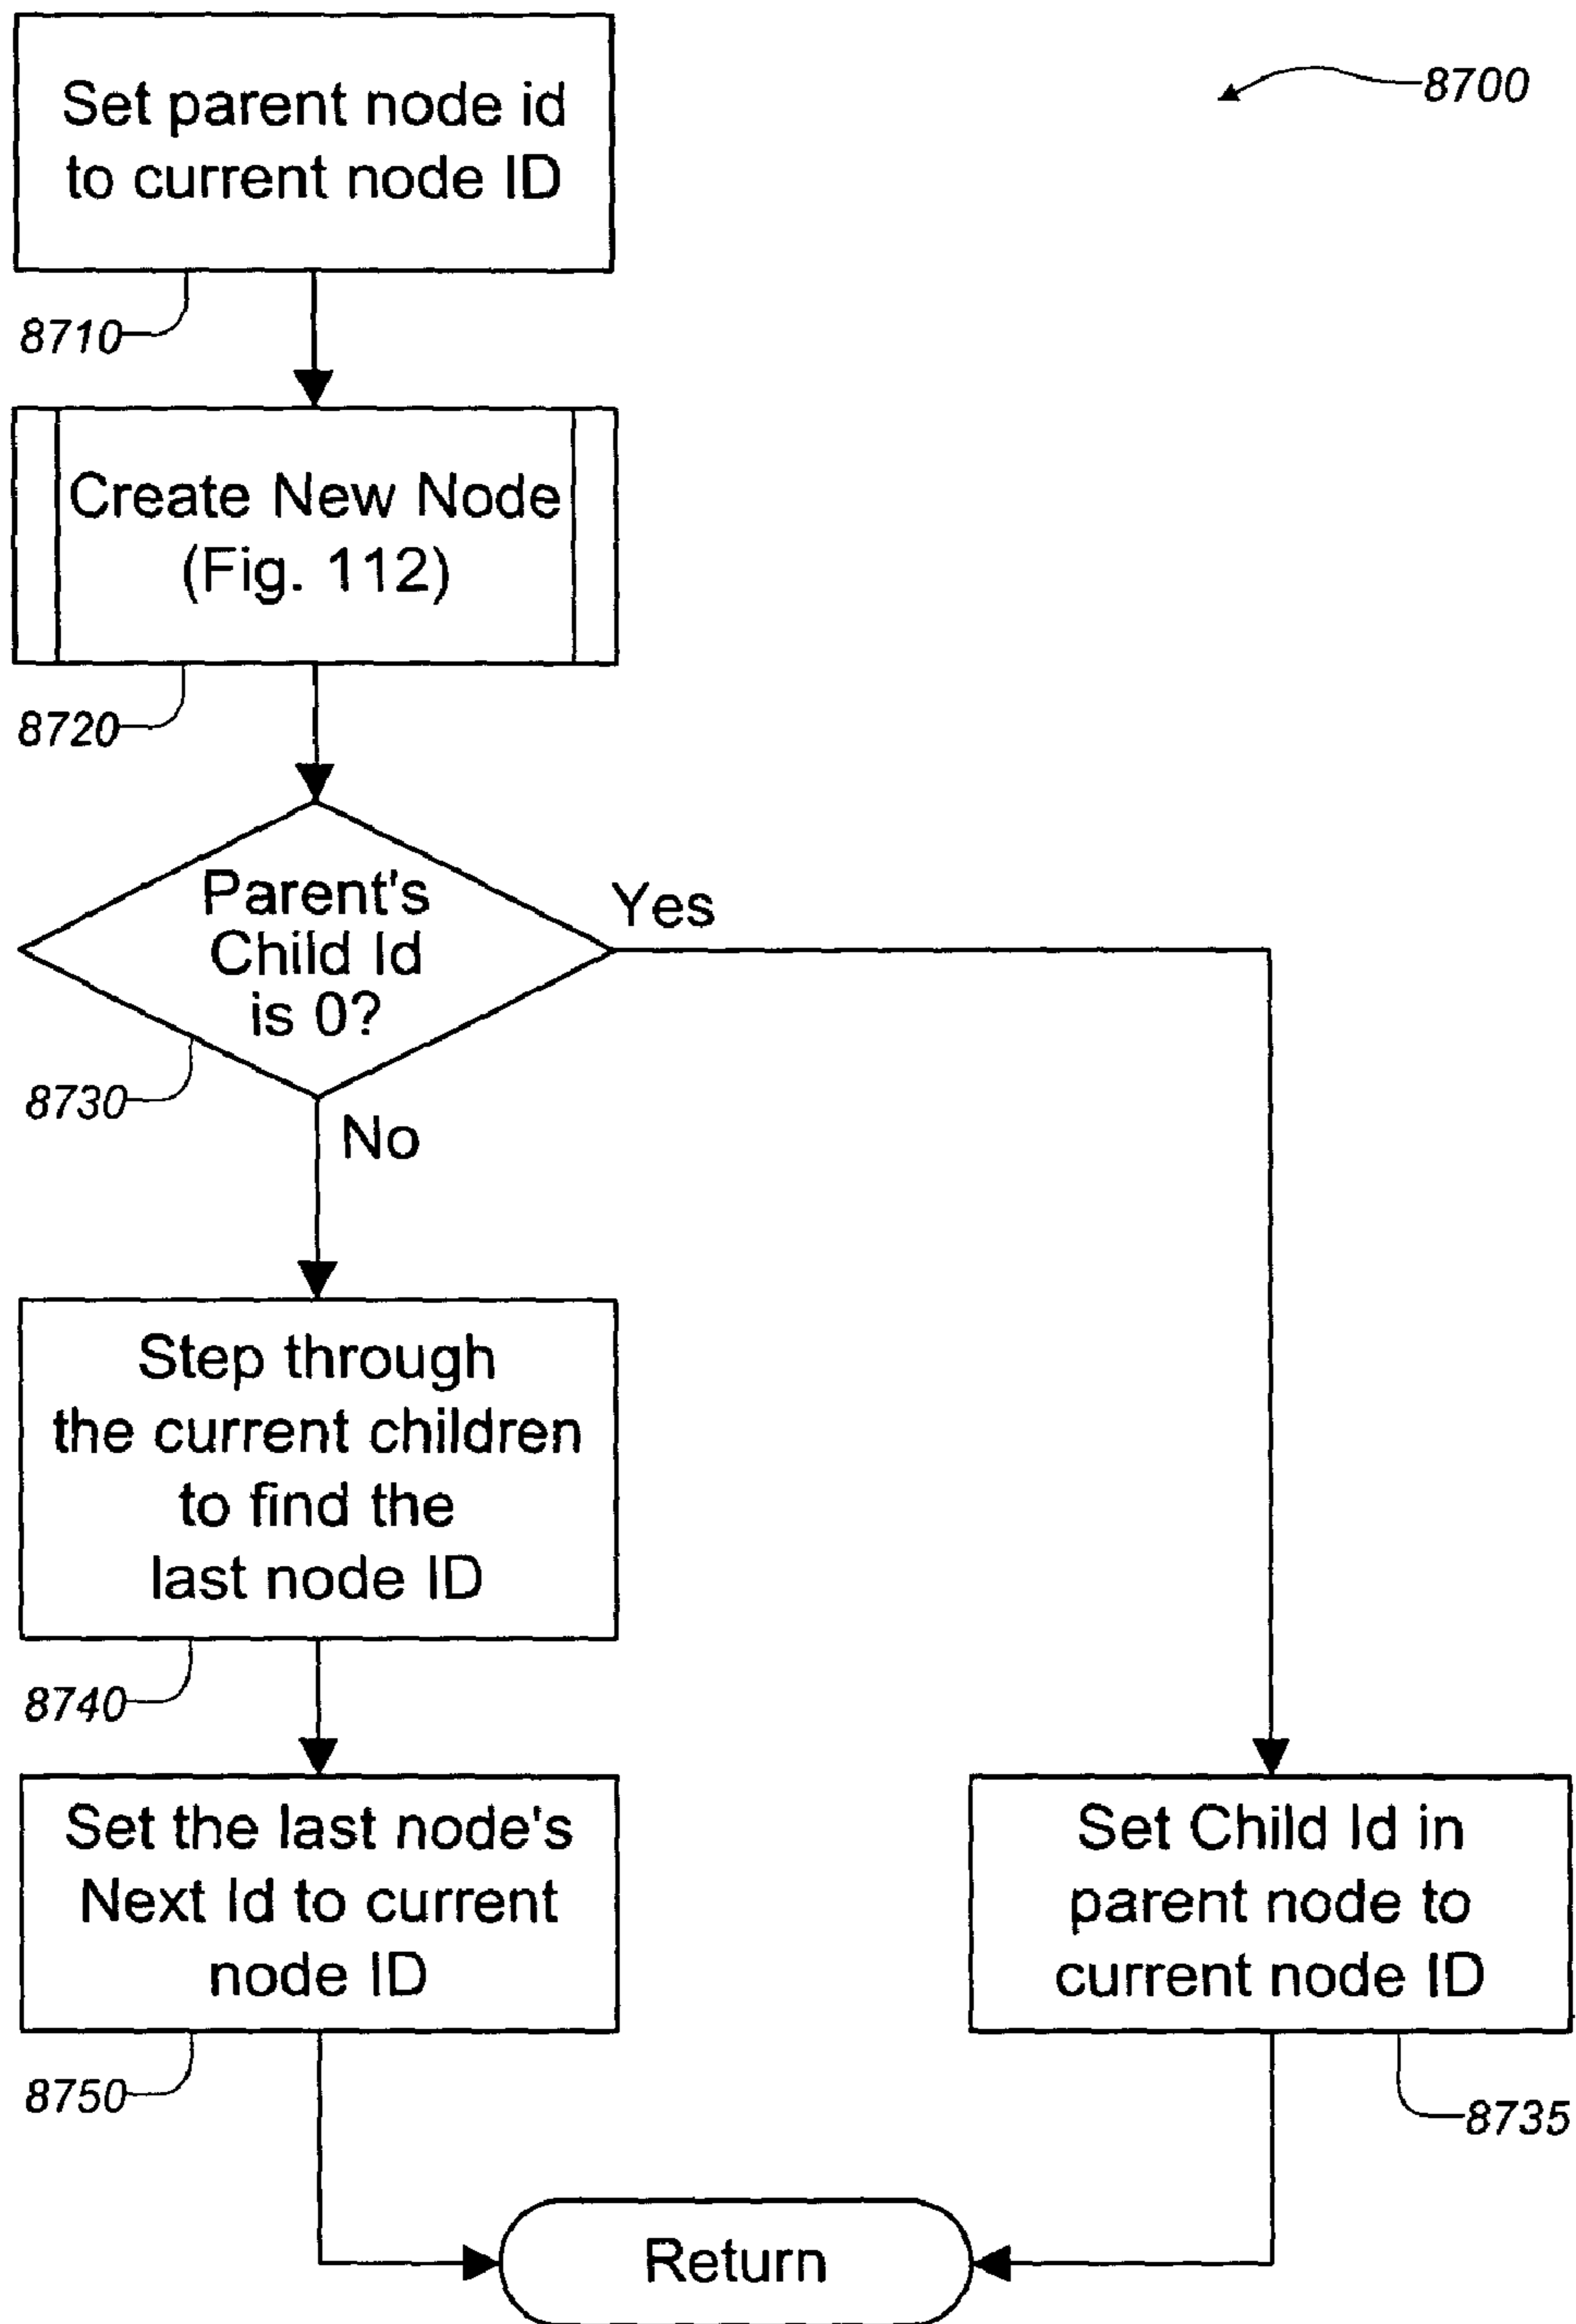 Set parent node id
to current node ID
8700
8710
Create New Node
(Fig. 112)
8720
Parent's
Child Id
is 0?
Yes
8730
No
Step through
the current children
to find the
last node ID
8740
Set the last node's
Next Id to current
node ID
8750
Set Child Id in
parent node to
current node ID
8735
Return